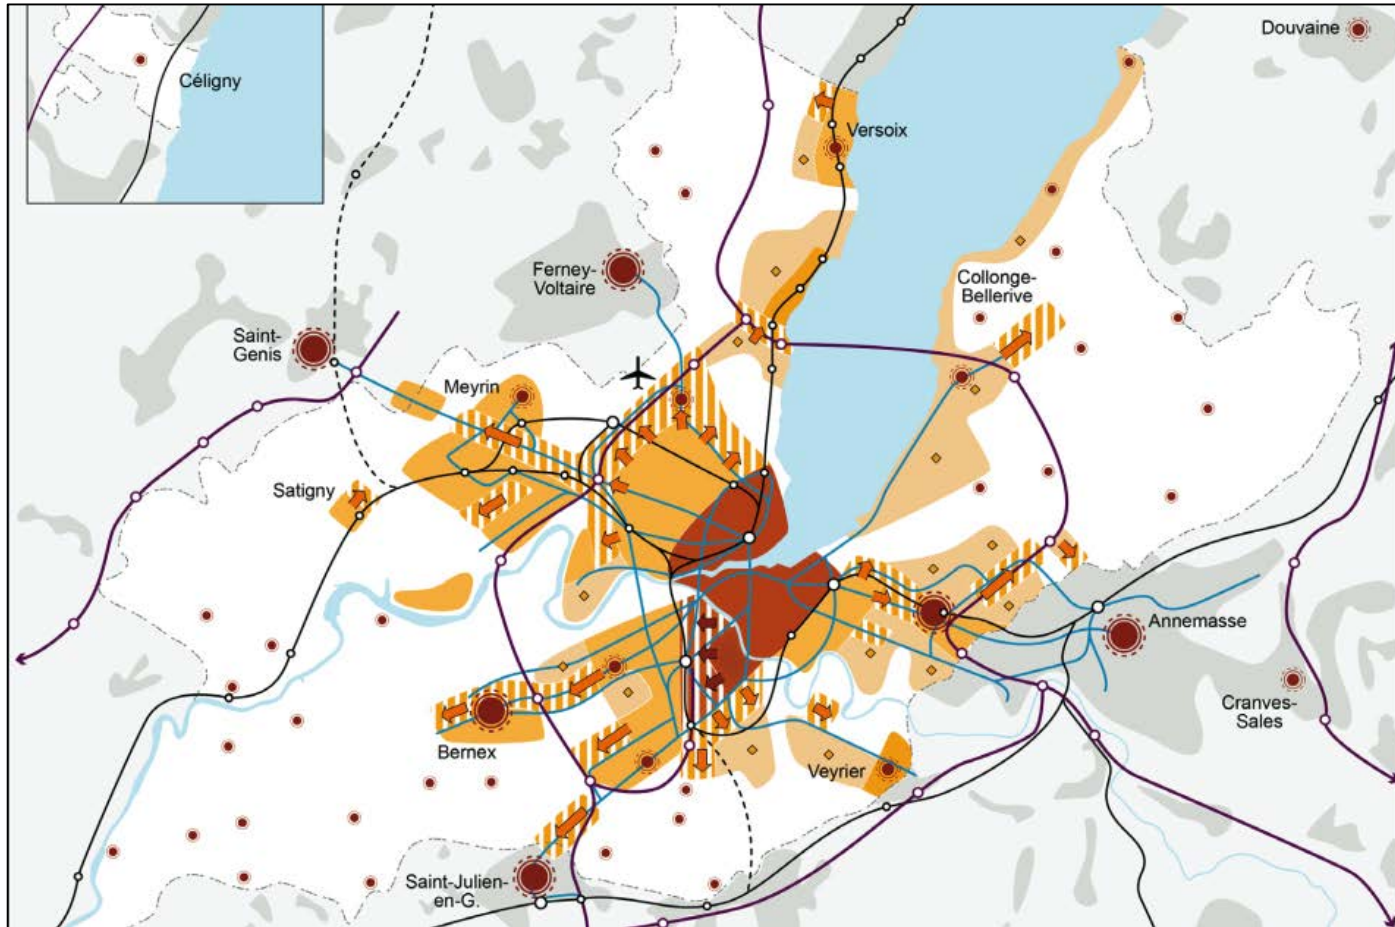 Douvaine
Céligny
Versoix
Ferney-
Voltaire
Collonge-
Bellerive
Saint-
Genis
Meyrin
Satigny
Annemasse
Cranves-
Sales
Bernex
Veyrier
Saint-Julien-
en-G.